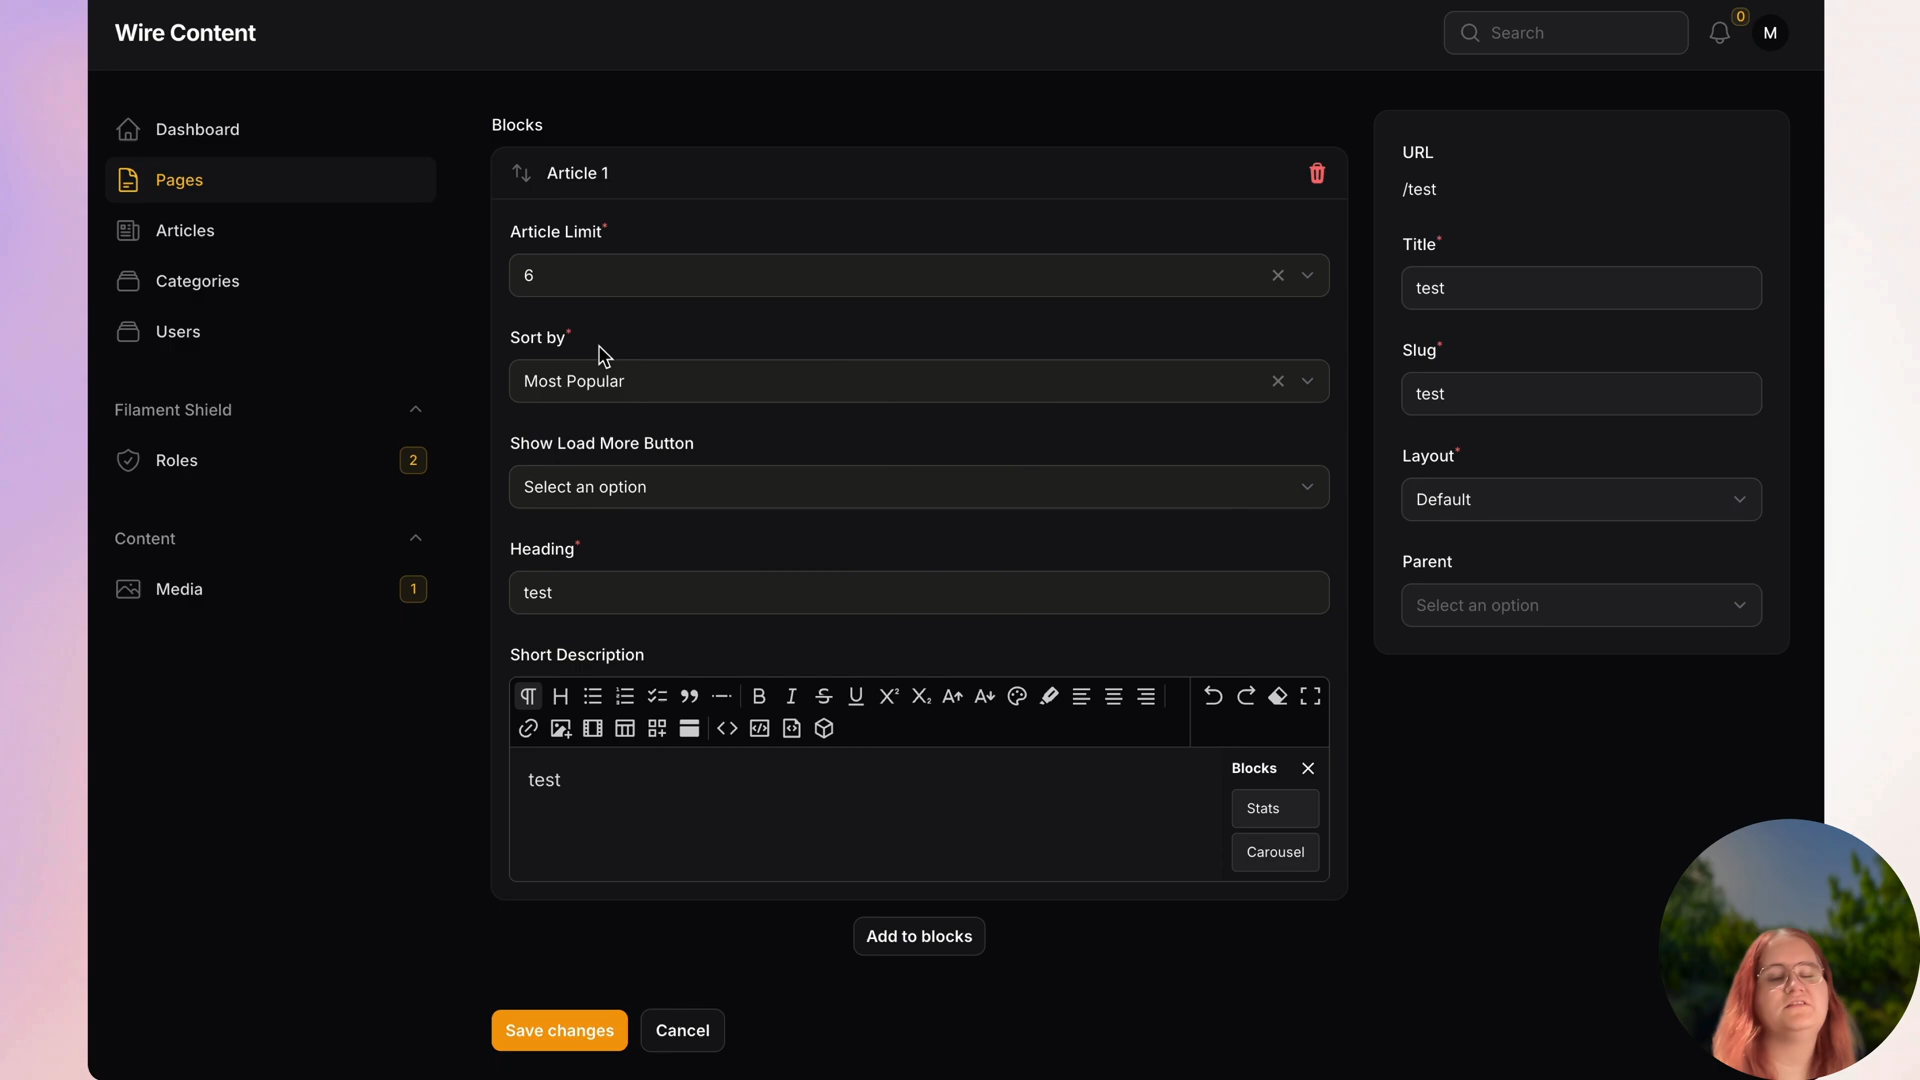 Wire Content
Search
0
M
Dashboard
Pages
Articles
Categories
Users
Filament Shield
Roles
2
Content
Media
1
Blocks
Article 1
Article Limit*
6
Sort by*
Most Popular
Show Load More Button
Select an option
Heading*
test
Short Description
test
Blocks
Stats
Carousel
Add to blocks
Save changes
Cancel
URL
/test
Title*
test
Slug*
test
Layout*
Default
Parent
Select an option